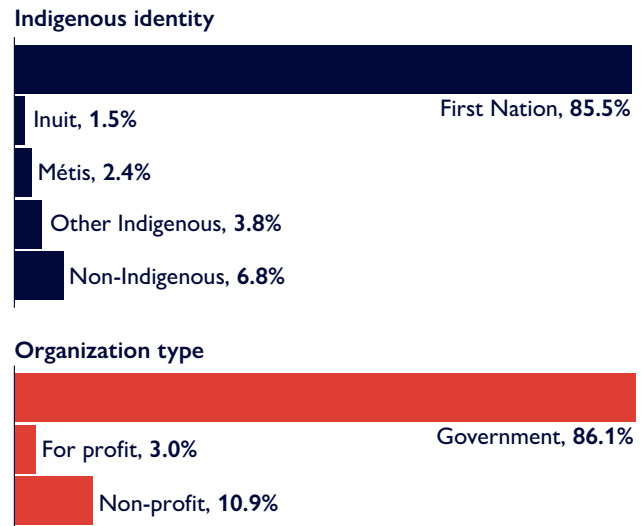 Indigenous identity
First Nation, 85.5%
Inuit, 1.5%
Métis, 2.4%
Other Indigenous, 3.8%
Non-Indigenous, 6.8%
Organization type
Government, 86.1%
For profit, 3.0%
Non-profit, 10.9%